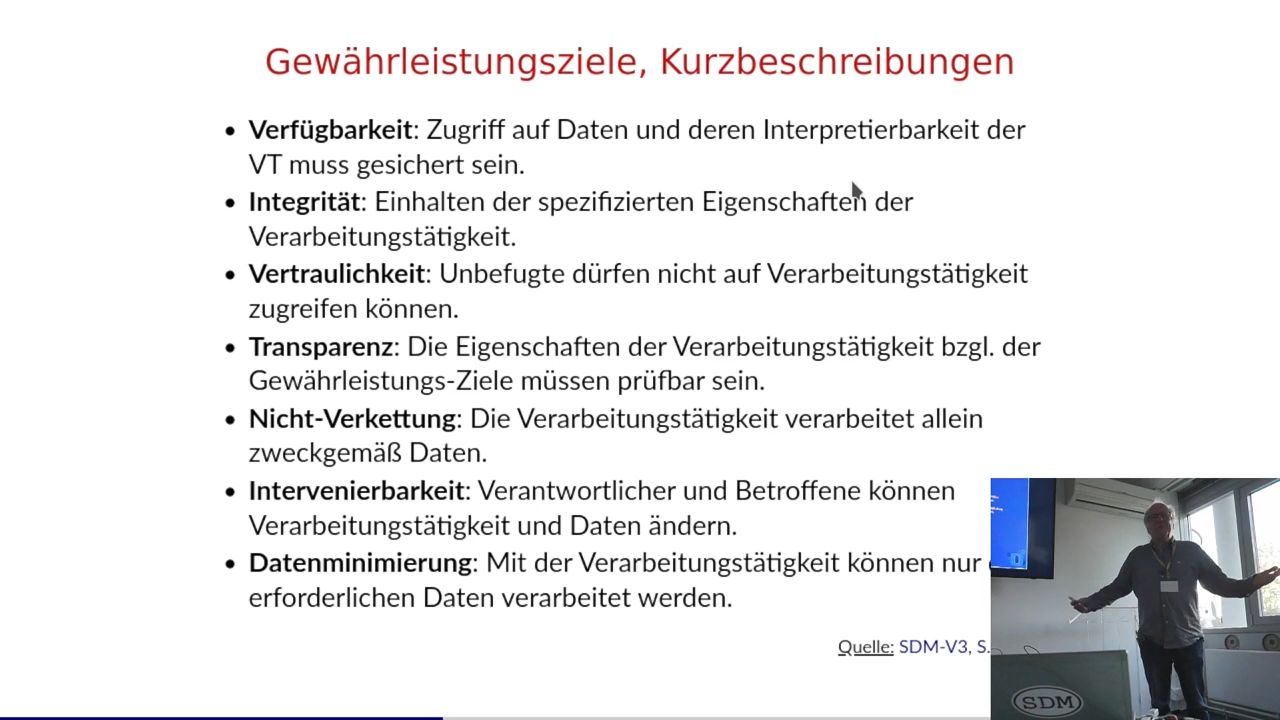 Gewährleistungsziele, Kurzbeschreibungen
• Verfügbarkeit: Zugriff auf Daten und deren Interpretierbarkeit der
VT muss gesichert sein.
• Integrität: Einhalten der spezifizierten Eigenschaften der
Verarbeitungstätigkeit.
• Vertraulichkeit: Unbefugte dürfen nicht auf Verarbeitungstätigkeit
zugreifen können.
• Transparenz: Die Eigenschaften der Verarbeitungstätigkeit bzgl. der
Gewährleistungs-Ziele müssen prüfbar sein.
• Nicht-Verkettung: Die Verarbeitungstätigkeit verarbeitet allein
zweckgemäß Daten.
• Intervenierbarkeit: Verantwortlicher und Betroffene können
Verarbeitungstätigkeit und Daten ändern.
• Datenminimierung: Mit der Verarbeitungstätigkeit können nur
erforderlichen Daten verarbeitet werden.
Quelle: SDM-V3, S.
SDM